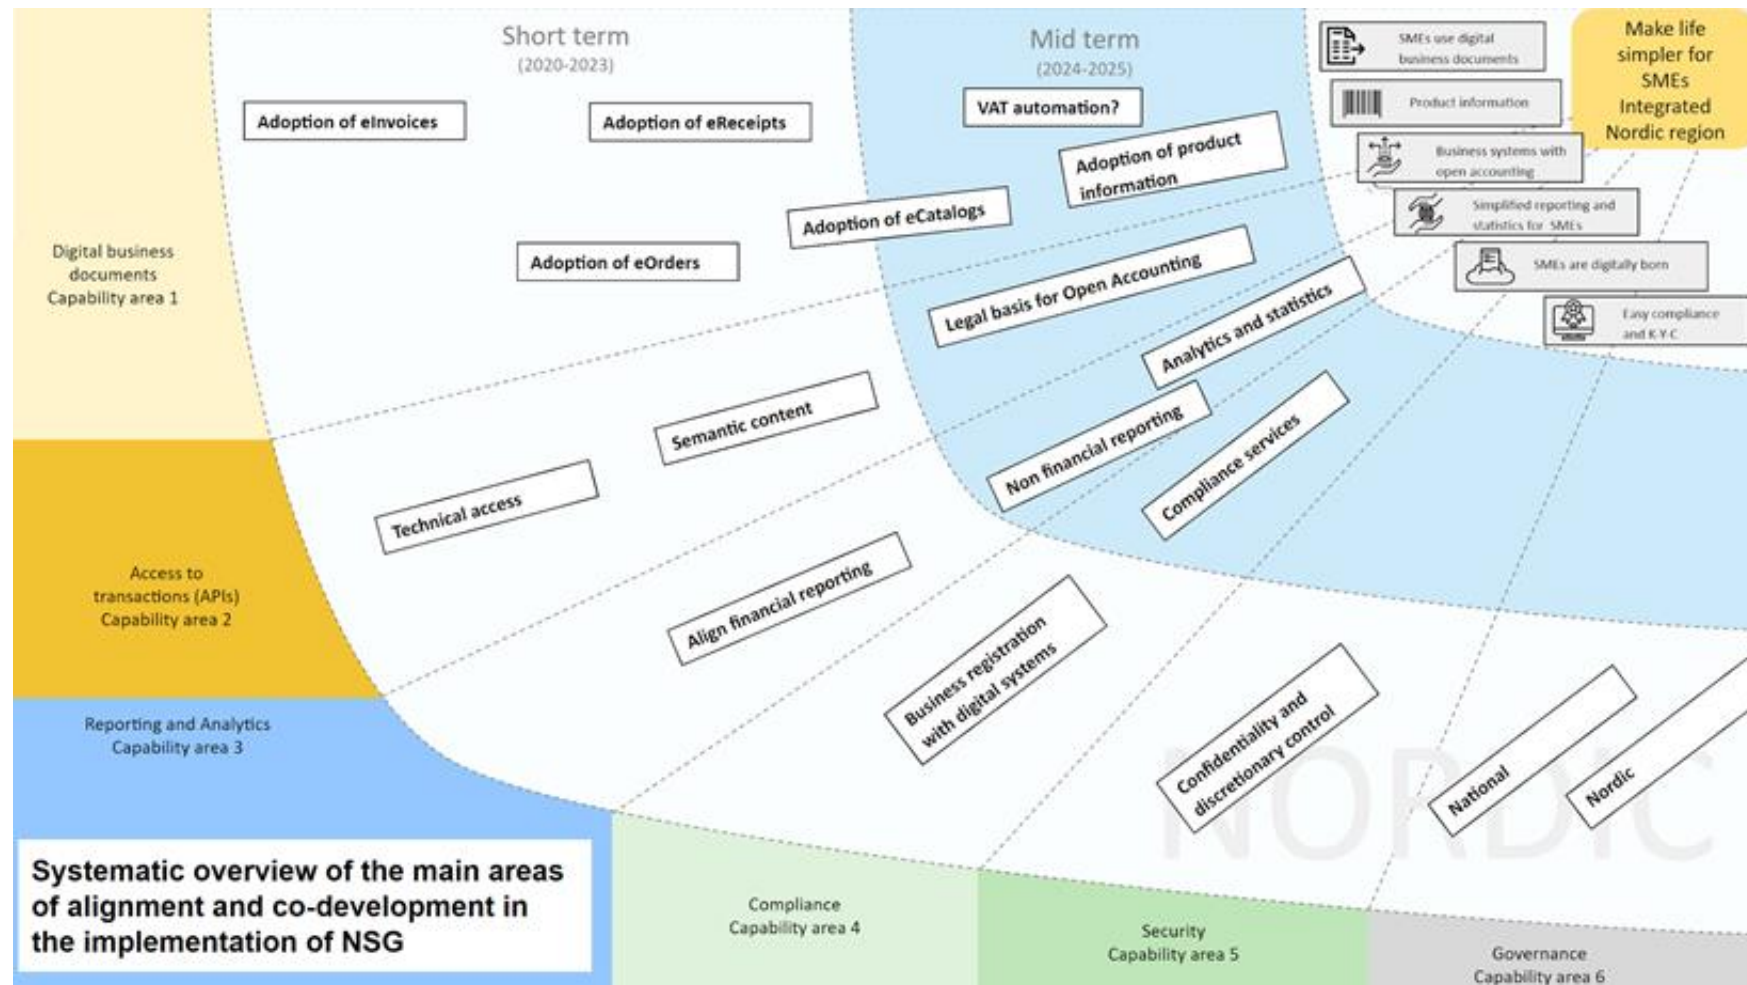 Short term
(2020-2023)
Mid term
(2024-2025)
Make life
simpler for
SMEs
Integrated
Nordic region
SMEs use digital
business documents
Product information
Business systems with
open accounting
Simplified reporting and
statistics for SMEs
SMEs are digitally born
Easy compliance
and K-Y-C
Adoption of eInvoices
Adoption of eReceipts
VAT automation?
Adoption of product
information
Adoption of eCatalogs
Adoption of eOrders
Legal basis for Open Accounting
Analytics and statistics
Semantic content
Non financial reporting
Compliance services
Technical access
Align financial reporting
Business registration
with digital systems
Confidentiality and
discretionary control
National
Nordic
NORDIC
Digital business
documents
Capability area 1
Access to
transactions (APIs)
Capability area 2
Reporting and Analytics
Capability area 3
Systematic overview of the main areas
of alignment and co-development in
the implementation of NSG
Compliance
Capability area 4
Security
Capability area 5
Governance
Capability area 6